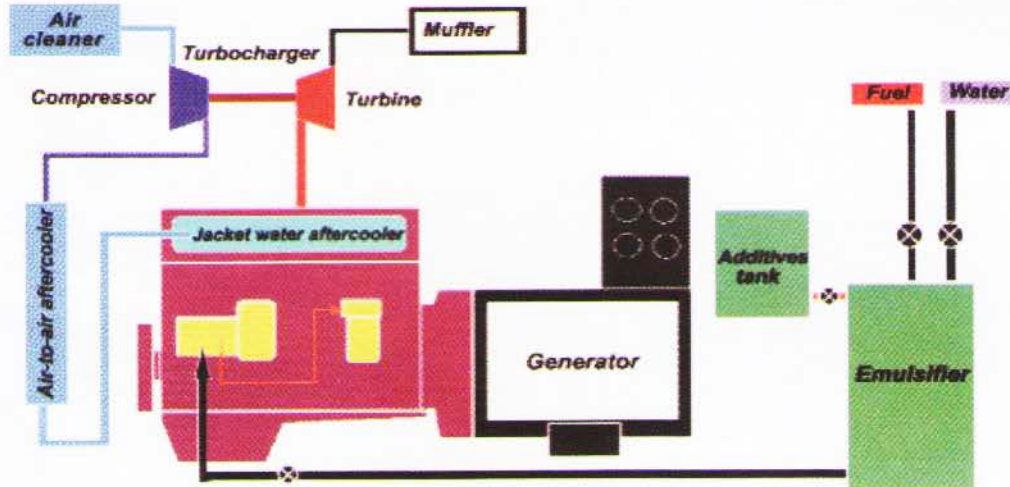 Air
cleaner
Turbocharger
Muffler
Compressor
Turbine
Fuel
Water
Air-to-air aftercooler
Jacket water aftercooler
Additives
tank
Generator
Emulsifier